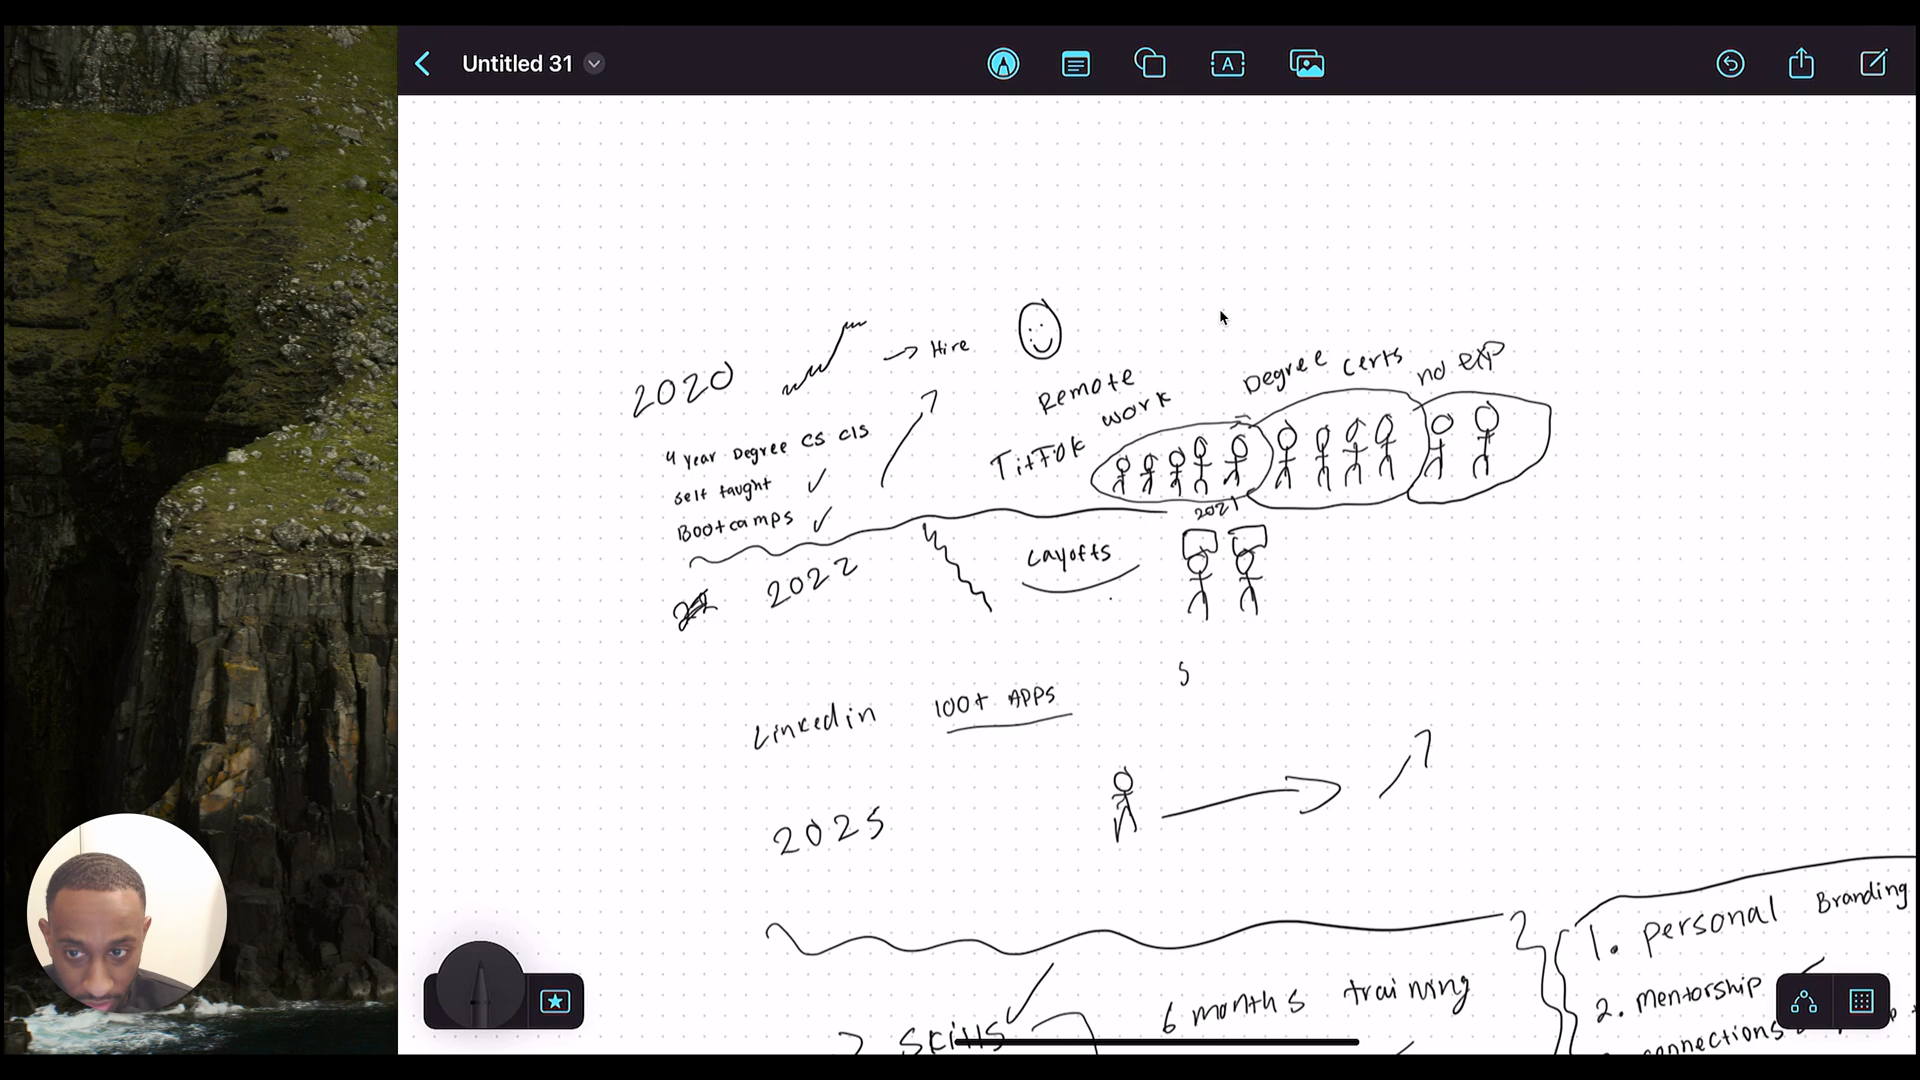 Untitled 31
2020
→ Hire
4 year Degree CS CIS
self taught ✓
Bootcamps ✓
Remote
work
TikTok
Degree certs
no exp
2021
2022
Layoffs
S
Linkedin 100+ APPS
2025
skills
6 months training
1. personal Branding
2. mentorship
connections